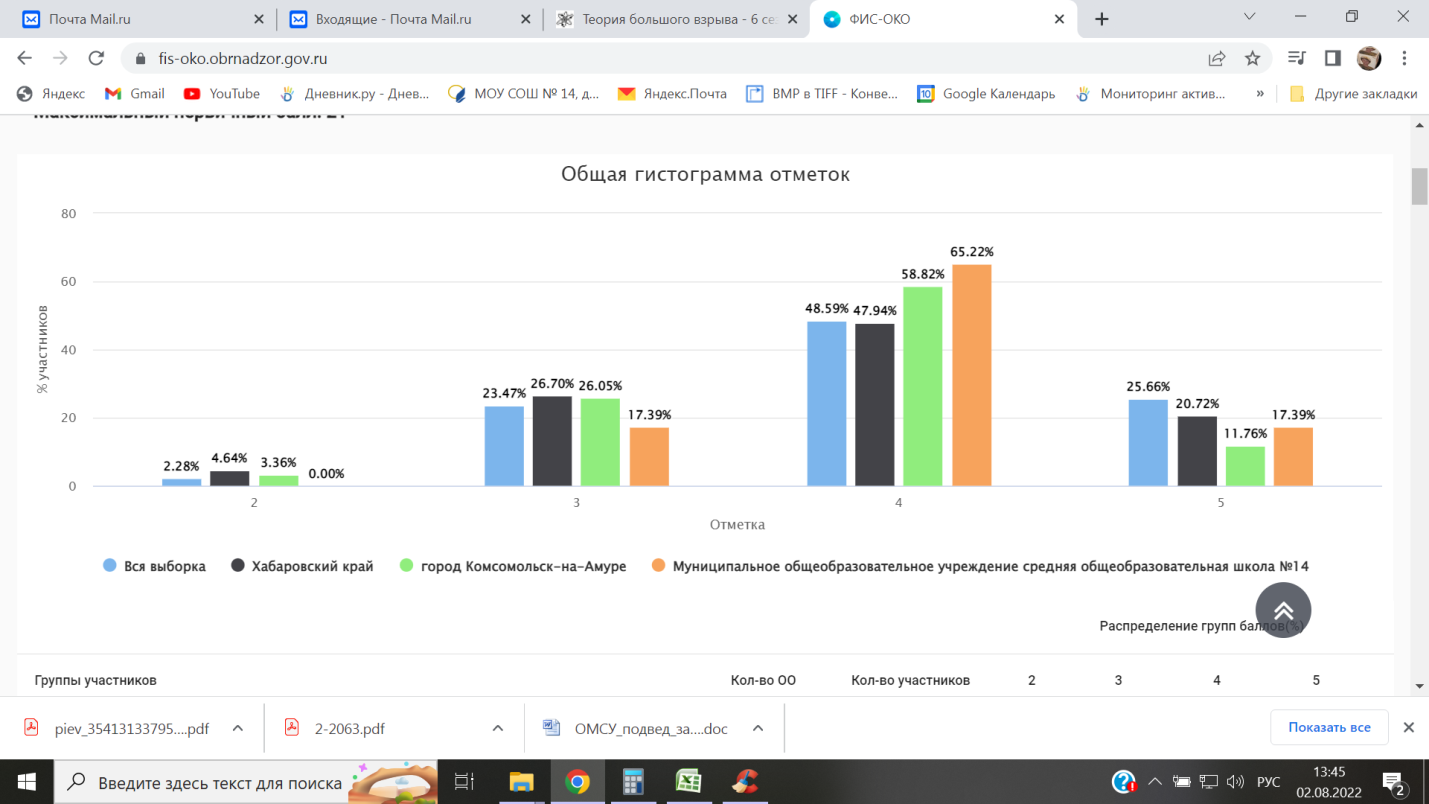 Почта Mail.ru
Входящие - Почта Mail.ru
Теория большого взрыва - 6 се
ФИС-ОКО
fis-oko.obrnadzor.gov.ru
Яндекс
Gmail
YouTube
Дневник.ру - Днев...
МОУ СОШ № 14, д...
Яндекс.Почта
BMP в TIFF - Конве...
10
Google Календарь
Мониторинг актив...
»
Другие закладки
Максимальный первичный балл: 21
Общая гистограмма отметок
% участников
80
60
40
20
0
2.28%
4.64%
3.36%
0.00%
23.47%
26.70%
26.05%
17.39%
48.59%
47.94%
58.82%
65.22%
25.66%
20.72%
11.76%
17.39%
2
3
4
5
Отметка
Вся выборка
Хабаровский край
город Комсомольск-на-Амуре
Муниципальное общеобразовательное учреждение средняя общеобразовательная школа №14
Распределение групп баллов(%)
Группы участников
Кол-во ОО
Кол-во участников
2
3
4
5
piev_35413133795....pdf
2-2063.pdf
ОМСУ_подвед_за....doc
Показать все
Введите здесь текст для поиска
РУС
13:45
02.08.2022
2